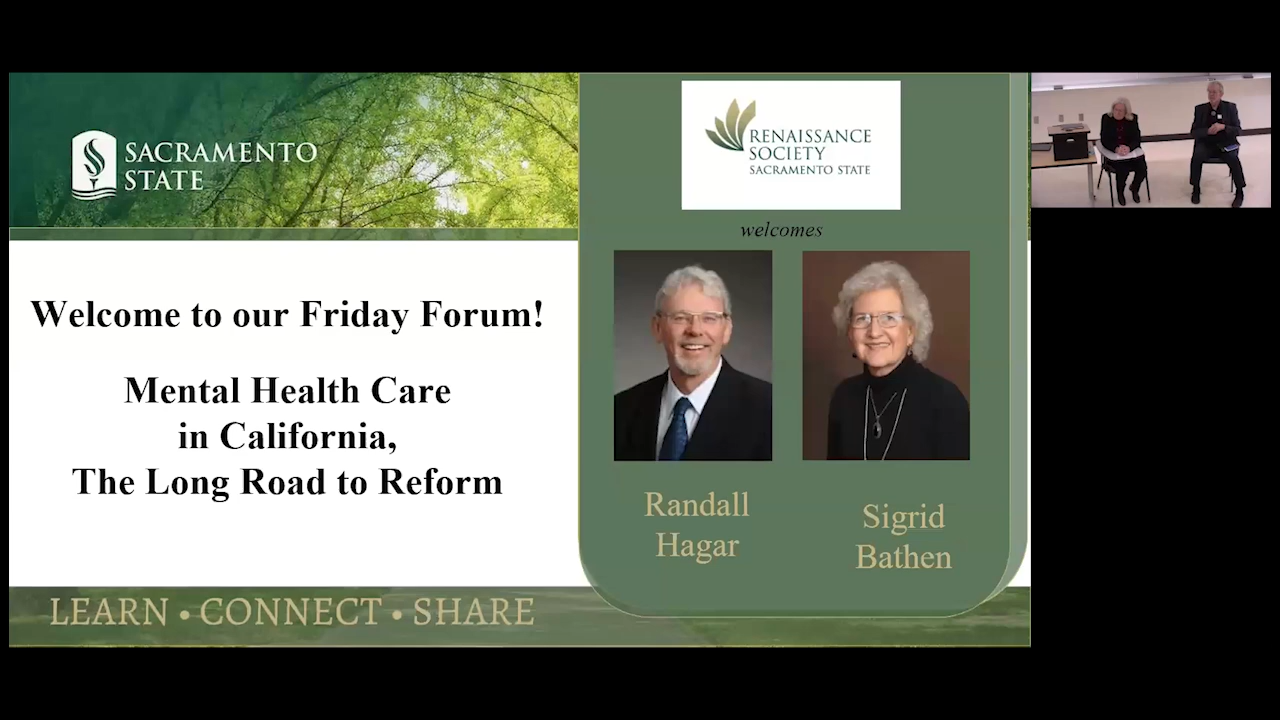 SACRAMENTO
STATE
Welcome to our Friday Forum!
Mental Health Care
in California,
The Long Road to Reform
LEARN • CONNECT • SHARE
RENAISSANCE
SOCIETY
SACRAMENTO STATE
welcomes
Randall
Hagar
Sigrid
Bathen